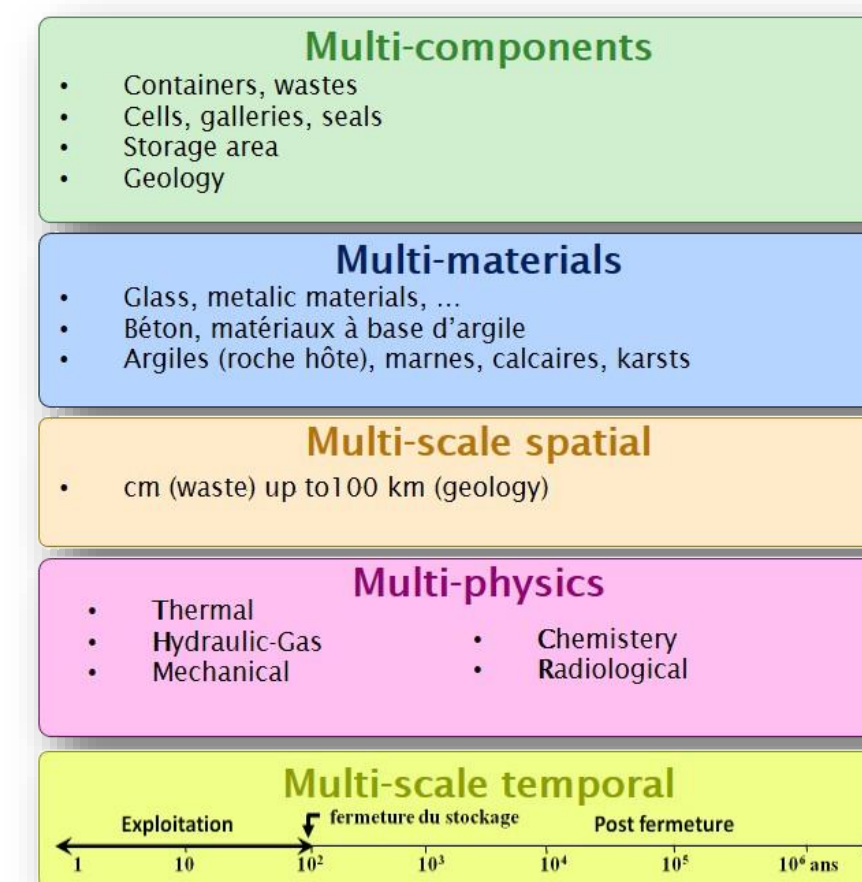 Multi-components
• Containers, wastes
• Cells, galleries, seals
• Storage area
• Geology
Multi-materials
• Glass, metalic materials, ...
• Béton, matériaux à base d'argile
• Argiles (roche hôte), marnes, calcaires, karsts
Multi-scale spatial
• cm (waste) up to100 km (geology)
Multi-physics
• Thermal
• Hydraulic-Gas
• Mechanical
• Chemistery
• Radiological
Multi-scale temporal
Exploitation fermeture du stockage Post fermeture
1 10 10² 10³ 10⁴ 10⁵ 10⁶ ans